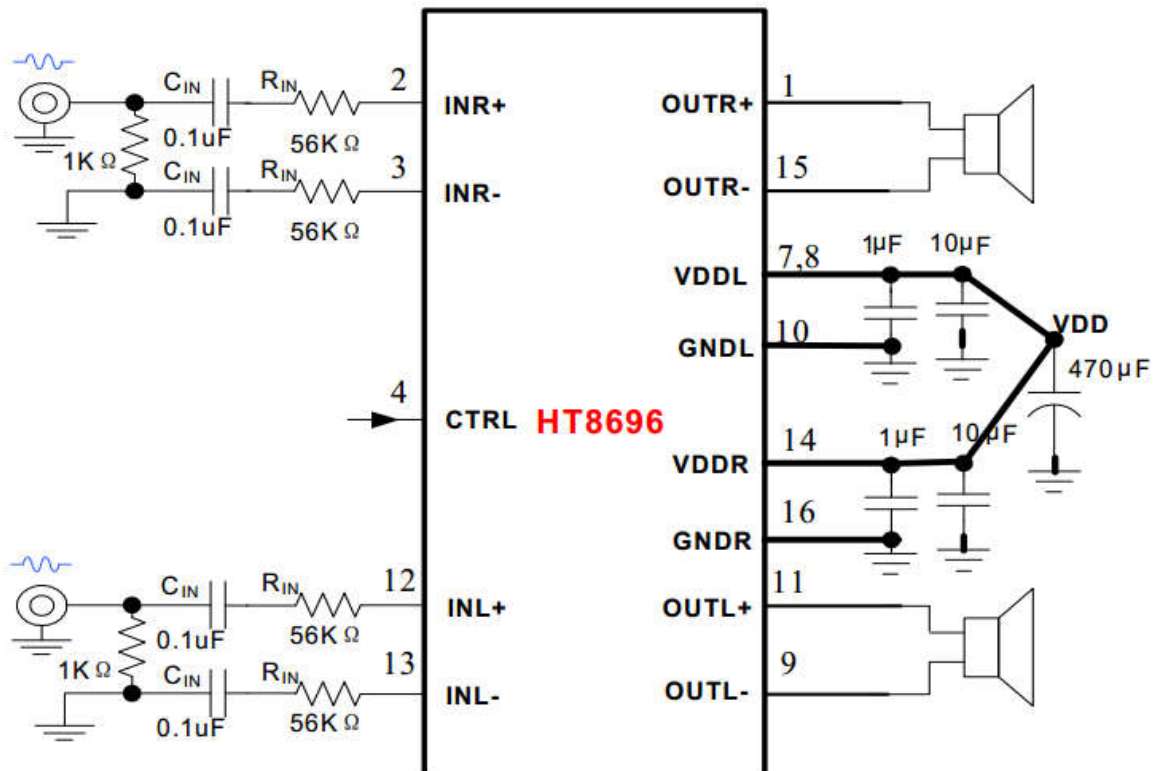 2
CIN
RIN
INR+
OUTR+
1
0.1uF
56KΩ
1KΩ
CIN
RIN
3
INR-
OUTR-
15
0.1uF
56KΩ
VDDL
7,8
1µF
10µF
GNDL
10
VDD
470µF
4
CTRL
HT8696
VDDR
14
1µF
10µF
GNDR
16
CIN
RIN
12
INL+
OUTL+
11
0.1uF
56KΩ
1KΩ
CIN
RIN
13
INL-
OUTL-
9
0.1uF
56KΩ